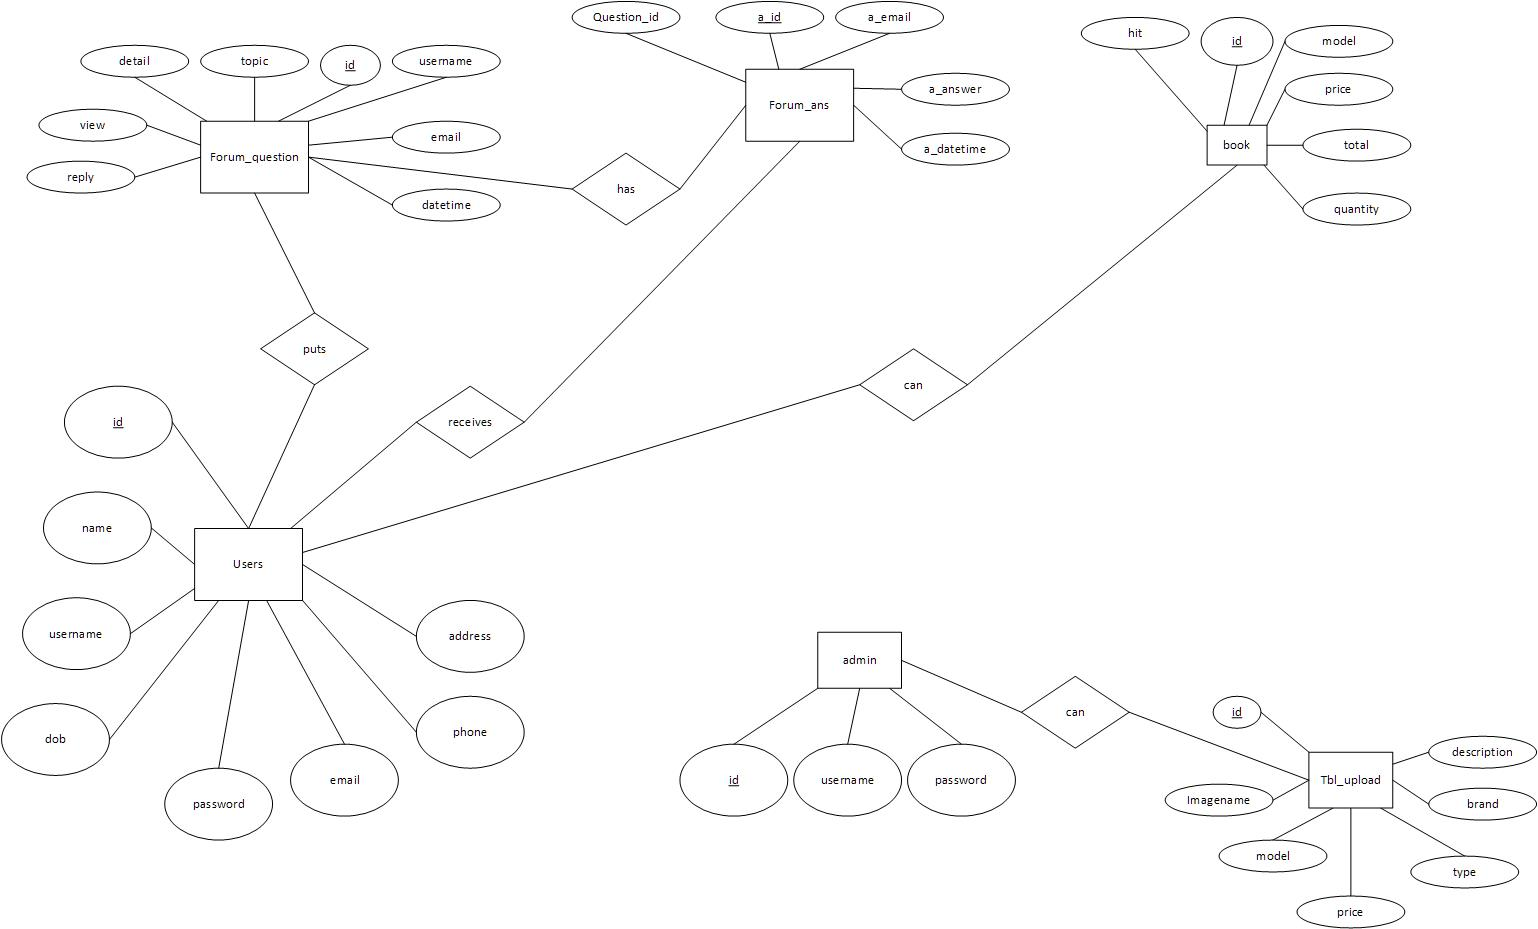 Question_id
a_id
a_email
hit
id
model
detail
topic
id
username
price
a_answer
Forum_ans
view
email
book
total
a_datetime
Forum_question
reply
has
datetime
quantity
puts
can
id
receives
name
Users
username
address
admin
dob
phone
can
id
description
password
email
id
username
password
Tbl_upload
Imagename
brand
model
type
price